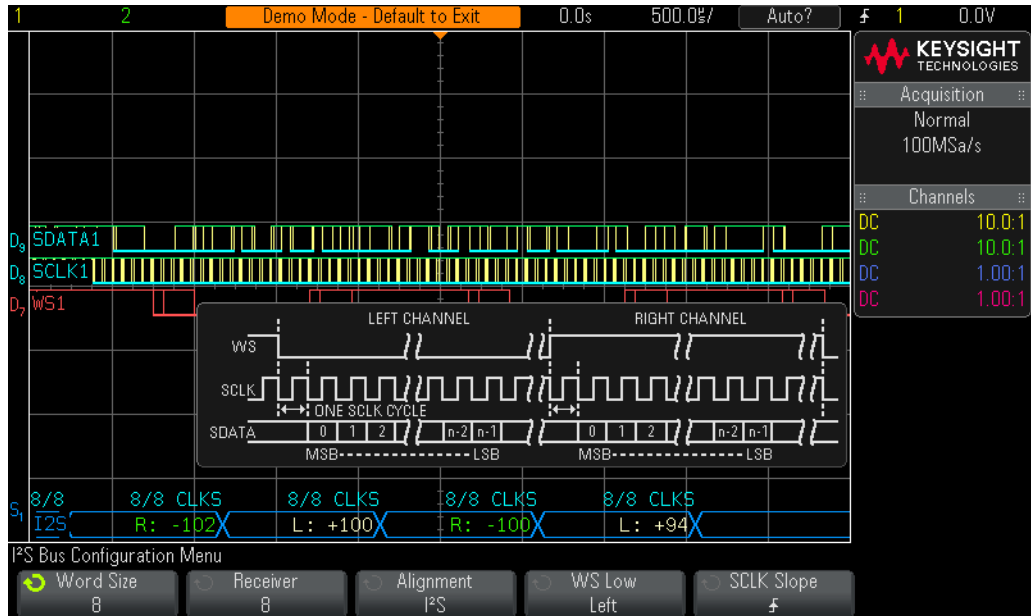 1 2 Demo Mode - Default to Exit 0.0s 500.0⅟ Auto? 1 0.0V
KEYSIGHT
TECHNOLOGIES
Acquisition
Normal
100MSa/s
Channels
DC 10.0:1
DC 10.0:1
DC 1.00:1
DC 1.00:1
D9 SDATA1
D8 SCLK1
D7 WS1
LEFT CHANNEL RIGHT CHANNEL
WS
SCLK
ONE SCLK CYCLE
SDATA 0 1 2 n-2 n-1 0 1 2 n-2 n-1
MSB LSB MSB LSB
8/8 8/8 CLKS 8/8 CLKS 8/8 CLKS 8/8 CLKS
S1 I2S R: -102 L: +100 R: -100 L: +94
I²S Bus Configuration Menu
Word Size Receiver Alignment WS Low SCLK Slope
8 8 I²S Left